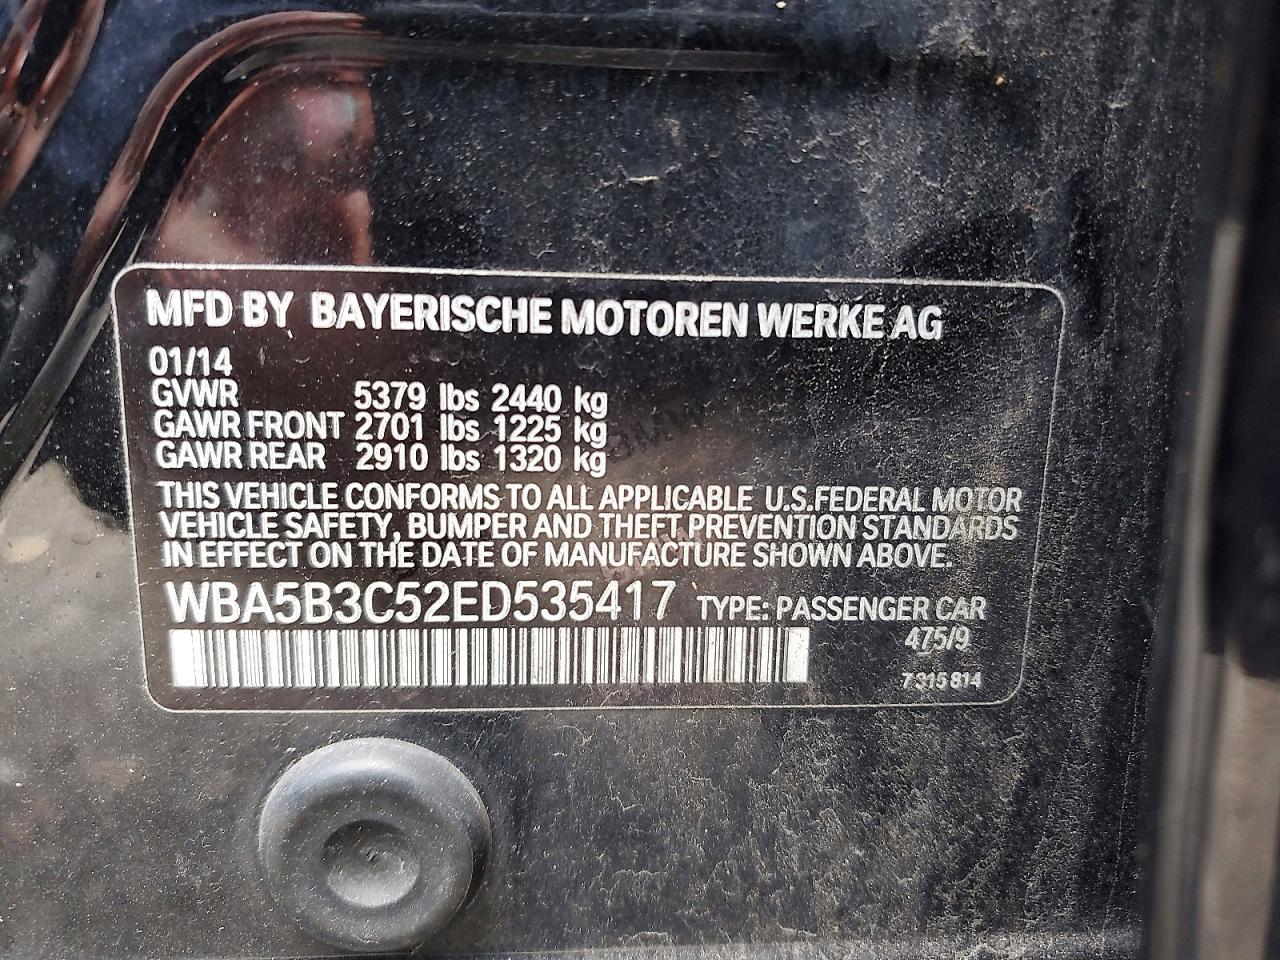 MFD BY BAYERISCHE MOTOREN WERKE AG
01/14
GVWR 5379 lbs 2440 kg
GAWR FRONT 2701 lbs 1225 kg
GAWR REAR 2910 lbs 1320 kg
THIS VEHICLE CONFORMS TO ALL APPLICABLE U.S.FEDERAL MOTOR
VEHICLE SAFETY, BUMPER AND THEFT PREVENTION STANDARDS
IN EFFECT ON THE DATE OF MANUFACTURE SHOWN ABOVE.
WBA5B3C52ED535417 TYPE: PASSENGER CAR
475/9
7 315 814